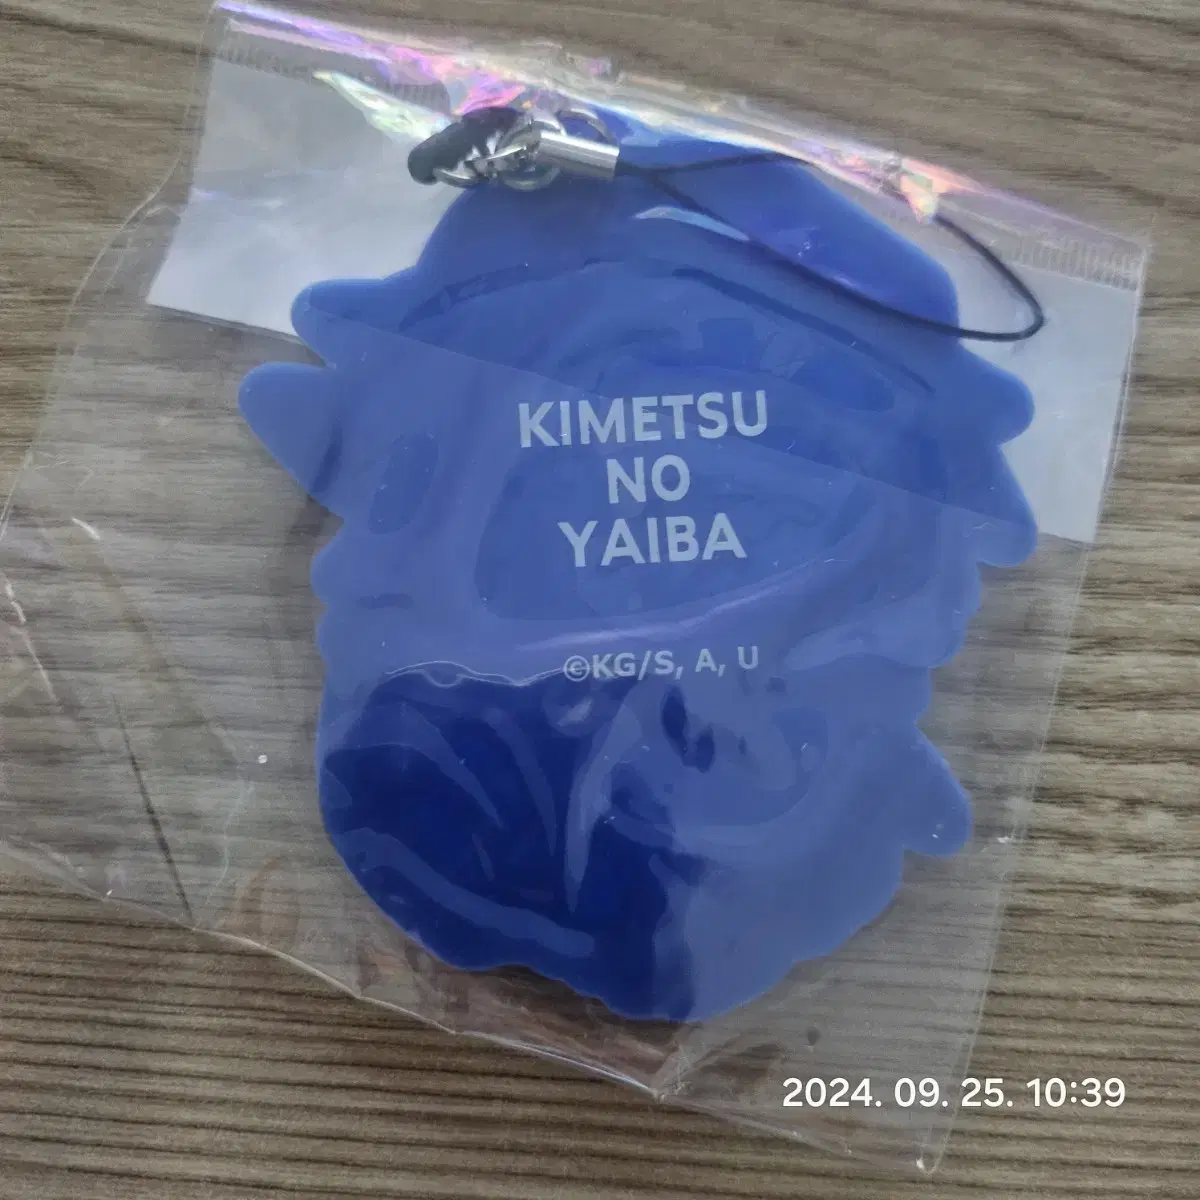 KIMETSU
NO
YAIBA
©KG/S, A, U
2024. 09. 25. 10:39